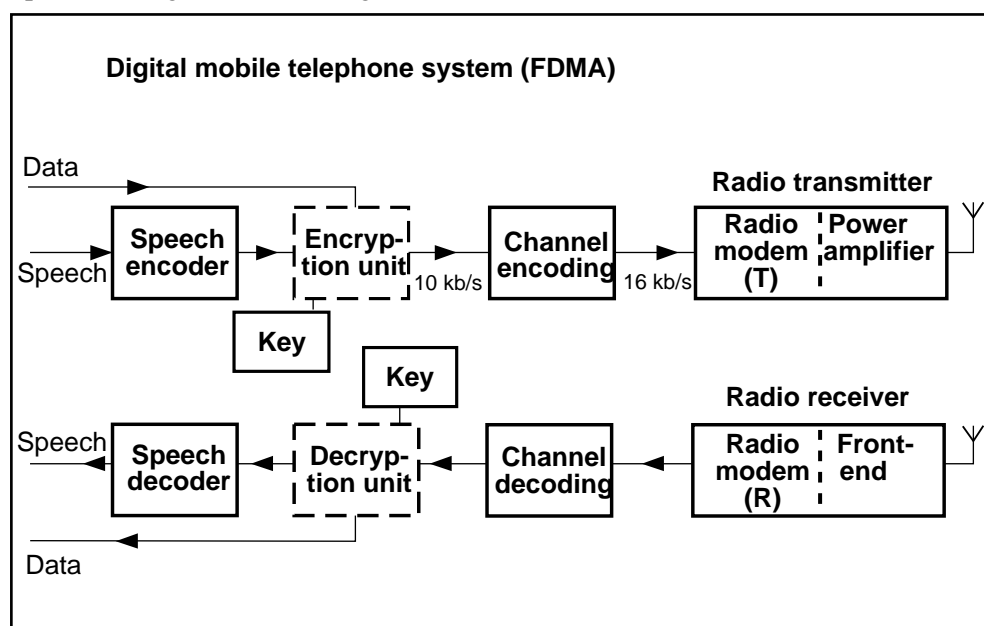 Digital mobile telephone system (FDMA)
Data
Radio transmitter
Speech
Speech
encoder
Encryp-
tion unit
10 kb/s
Channel
encoding
16 kb/s
Radio
modem
(T)
Power
amplifier
Key
Key
Radio receiver
Speech
Speech
decoder
Decryp-
tion unit
Channel
decoding
Radio
modem
(R)
Front-
end
Data